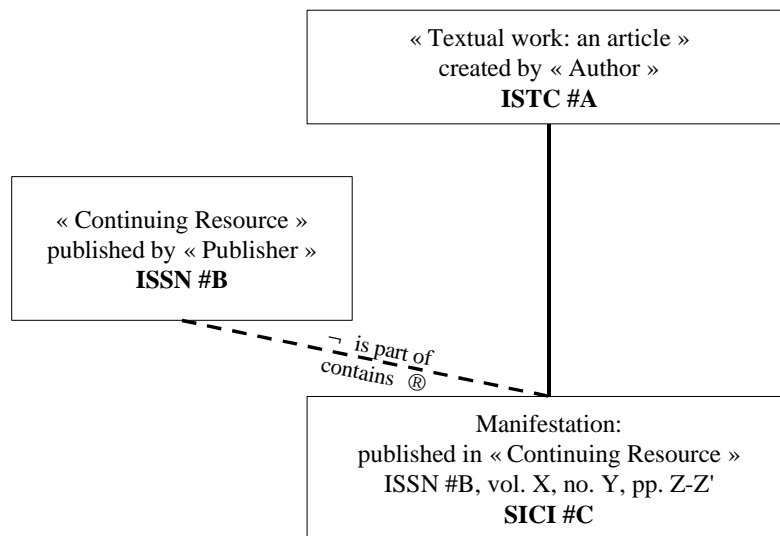 « Textual work: an article »
created by « Author »
ISTC #A
« Continuing Resource »
published by « Publisher »
ISSN #B
¬ is part of
contains ®
Manifestation:
published in « Continuing Resource »
ISSN #B, vol. X, no. Y, pp. Z-Z'
SICI #C